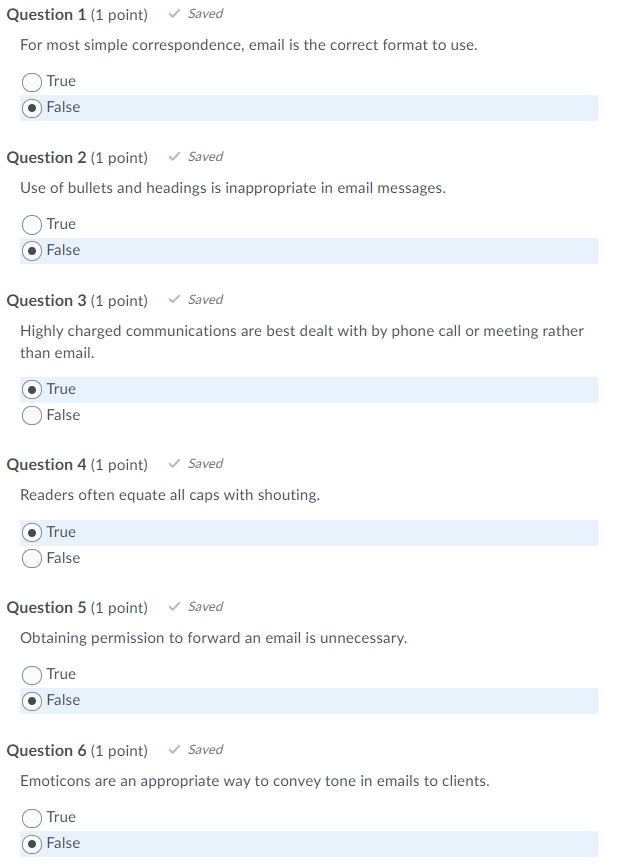 Question 1 (1 point) Saved
For most simple correspondence, email is the correct format to use.
True
False
Question 2 (1 point) Saved
Use of bullets and headings is inappropriate in email messages.
True
False
Question 3 (1 point) Saved
Highly charged communications are best dealt with by phone call or meeting rather
than email.
True
False
Question 4 (1 point) Saved
Readers often equate all caps with shouting.
True
False
Question 5 (1 point) Saved
Obtaining permission to forward an email is unnecessary.
True
False
Question 6 (1 point) Saved
Emoticons are an appropriate way to convey tone in emails to clients.
True
False